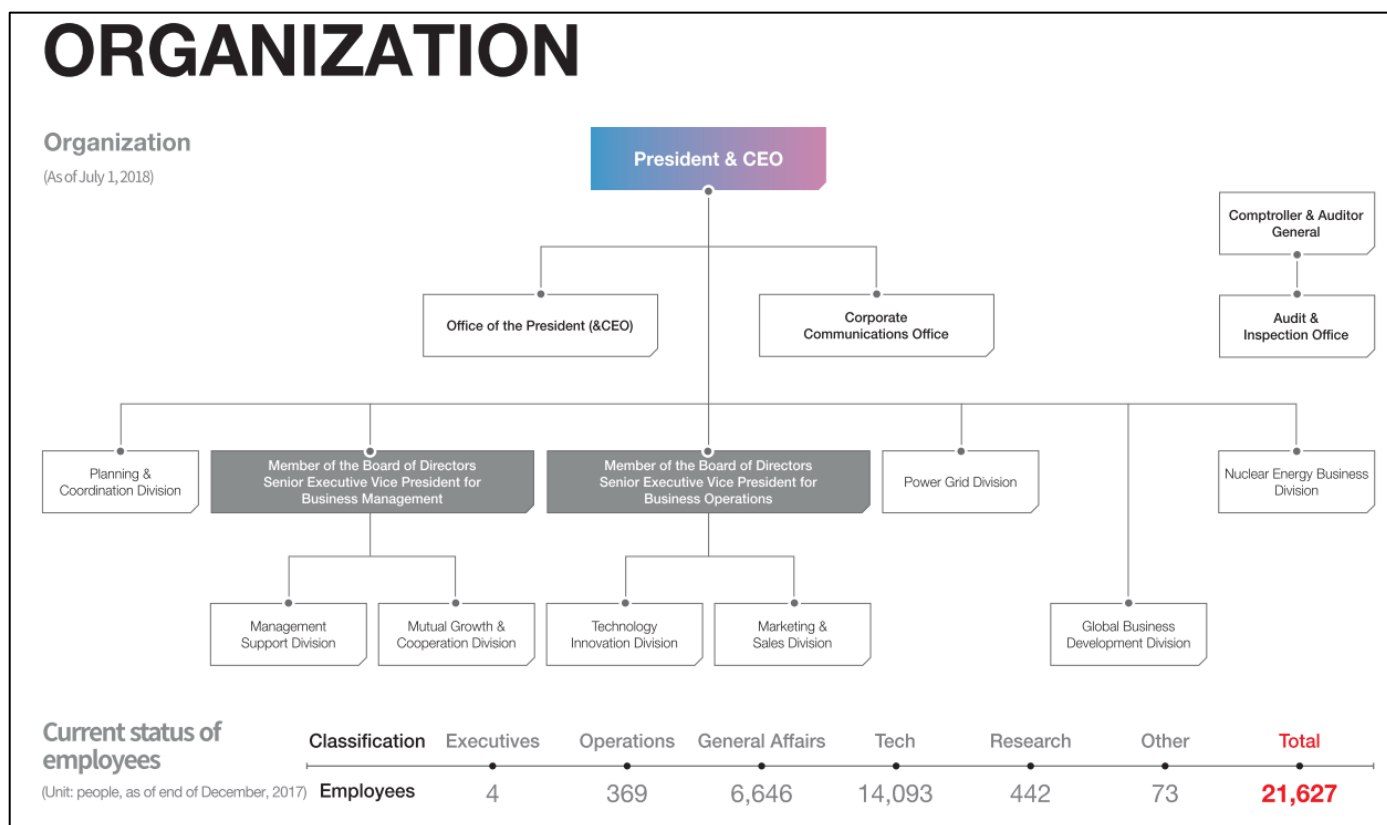 ORGANIZATION
Organization
(As of July 1, 2018)
President & CEO
Comptroller & Auditor
General
Office of the President (&CEO)
Corporate
Communications Office
Audit &
Inspection Office
Planning &
Coordination Division
Member of the Board of Directors
Senior Executive Vice President for
Business Management
Member of the Board of Directors
Senior Executive Vice President for
Business Operations
Power Grid Division
Nuclear Energy Business
Division
Management
Support Division
Mutual Growth &
Cooperation Division
Technology
Innovation Division
Marketing &
Sales Division
Global Business
Development Division
Current status of
employees
(Unit: people, as of end of December, 2017)
Classification Executives Operations General Affairs Tech Research Other Total
Employees 4 369 6,646 14,093 442 73 21,627